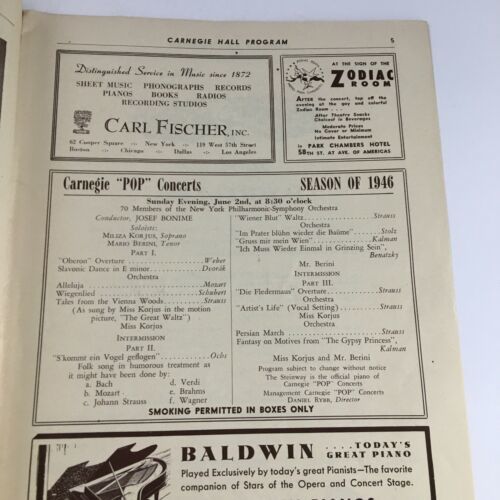 CARNEGIE HALL PROGRAM 5
Distinguished Service in Music since 1872
SHEET MUSIC PHONOGRAPHS RECORDS
PIANOS BOOKS RADIOS
RECORDING STUDIOS
CARL FISCHER, INC.
62 Cooper Square ~ New York ~ 119 West 57th Street
Boston ~ Chicago ~ Dallas ~ Los Angeles
AT THE SIGN OF THE
ZODIAC
ROOM
AFTER the concert, top off the
evening at the gay and colorful
Zodiac Room . . .
After Theatre Snacks
Choicest in Beverages
Moderate Prices
No Cover or Minimum
Intimate Entertainment
in PARK CHAMBERS HOTEL
58TH ST. AT AVE. OF AMERICAS
Carnegie "POP" Concerts SEASON OF 1946
Sunday Evening, June 2nd, at 8:30 o'clock
70 Members of the New York Philharmonic-Symphony Orchestra
Conductor, JOSEF BONIME
Soloists:
MILIZA KORJUS, Soprano
MARIO BERINI, Tenor
PART I.
"Oberon" Overture Weber
Slavonic Dance in E minor Dvorák
Orchestra
Alleluja Mozart
Wiegenlied Schubert
Tales from the Vienna Woods Strauss
(As sung by Miss Korjus in the motion
picture, "The Great Waltz")
Miss Korjus
INTERMISSION
PART II.
"S'kommt ein Vogel geflogen" Ochs
Folk song in humorous treatment as
it might have been done by:
a. Bach d. Verdi
b. Mozart e. Brahms
c. Johann Strauss f. Wagner
"Wiener Blut" Waltz Strauss
Orchestra
"Im Prater blühn wieder die Baüme" Stolz
"Gruss mir mein Wien" Kalman
"Ich Muss Wieder Einmal in Grinzing Sein",
Benatzky
Mr. Berini
INTERMISSION
PART III.
"Die Fledermaus" Overture Strauss
Orchestra
"Artist's Life" (Vocal Setting) Strauss
Miss Korjus
Orchestra
Persian March Strauss
Fantasy on Motives from "The Gypsy Princess",
Kalman
Miss Korjus and Mr. Berini
Program subject to change without notice
The Steinway is the official piano of
Carnegie "POP" Concerts
Management Carnegie "POP" Concerts
DANIEL RYBB, Director
SMOKING PERMITTED IN BOXES ONLY
BALDWIN . . . . TODAY'S
GREAT PIANO
Played Exclusively by today's great Pianists—The favorite
companion of Stars of the Opera and Concert Stage.